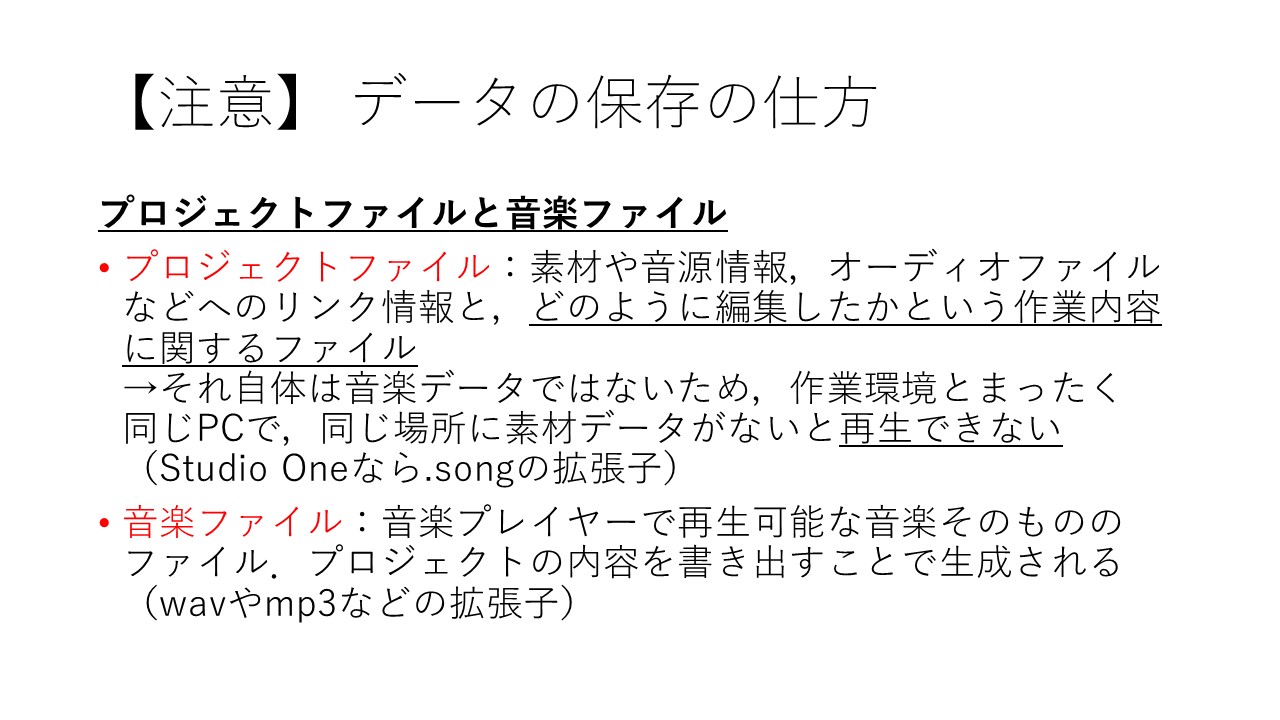 【注意】 データの保存の仕方
プロジェクトファイルと音楽ファイル
• プロジェクトファイル：素材や音源情報，オーディオファイル
などへのリンク情報と，どのように編集したかという作業内容
に関するファイル
→それ自体は音楽データではないため，作業環境とまったく
同じPCで，同じ場所に素材データがないと再生できない
（Studio Oneなら.songの拡張子）
• 音楽ファイル：音楽プレイヤーで再生可能な音楽そのものの
ファイル．プロジェクトの内容を書き出すことで生成される
（wavやmp3などの拡張子）